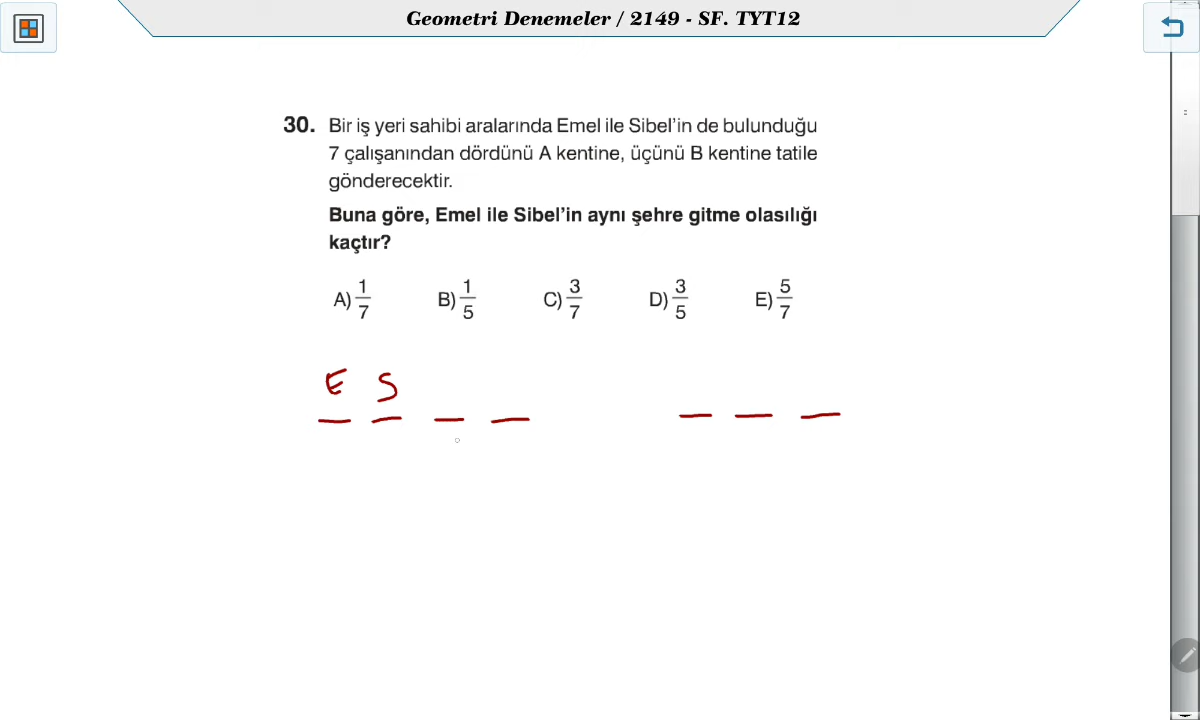 Geometri Denemeler / 2149 - SF. TYT12
30. Bir iş yeri sahibi aralarında Emel ile Sibel'in de bulunduğu
7 çalışanından dördünü A kentine, üçünü B kentine tatile
gönderecektir.
Buna göre, Emel ile Sibel'in aynı şehre gitme olasılığı
kaçtır?
A) 1/7 B) 1/5 C) 3/7 D) 3/5 E) 5/7
E S